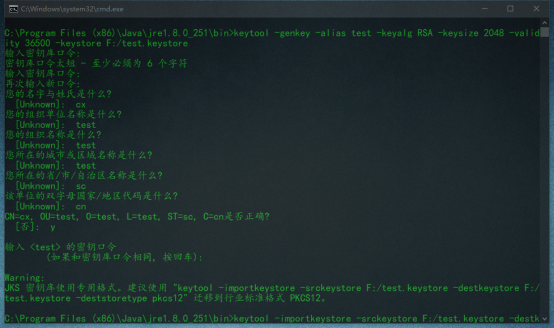 C:\Windows\system32\cmd.exe
C:\Program Files (x86)\Java\jre1.8.0_251\bin>keytool -genkey -alias test -keyalg RSA -keysize 2048 -valid
ity 36500 -keystore F:/test.keystore
输入密钥库口令:
密钥库口令太短 - 至少必须为 6 个字符
输入密钥库口令:
再次输入新口令:
您的名字与姓氏是什么?
[Unknown]:  cx
您的组织单位名称是什么?
[Unknown]:  test
您的组织名称是什么?
[Unknown]:  test
您所在的城市或区域名称是什么?
[Unknown]:  test
您所在的省/市/自治区名称是什么?
[Unknown]:  sc
该单位的双字母国家/地区代码是什么?
[Unknown]:  cn
CN=cx, OU=test, O=test, L=test, ST=sc, C=cn是否正确?
[否]:  y
输入 <test> 的密钥口令
(如果和密钥库口令相同, 按回车):
Warning:
JKS 密钥库使用专用格式。建议使用 "keytool -importkeystore -srckeystore F:/test.keystore -destkeystore F:/
test.keystore -deststoretype pkcs12" 迁移到行业标准格式 PKCS12。
C:\Program Files (x86)\Java\jre1.8.0_251\bin>keytool -importkeystore -srckeystore F:/test.keystore -destk